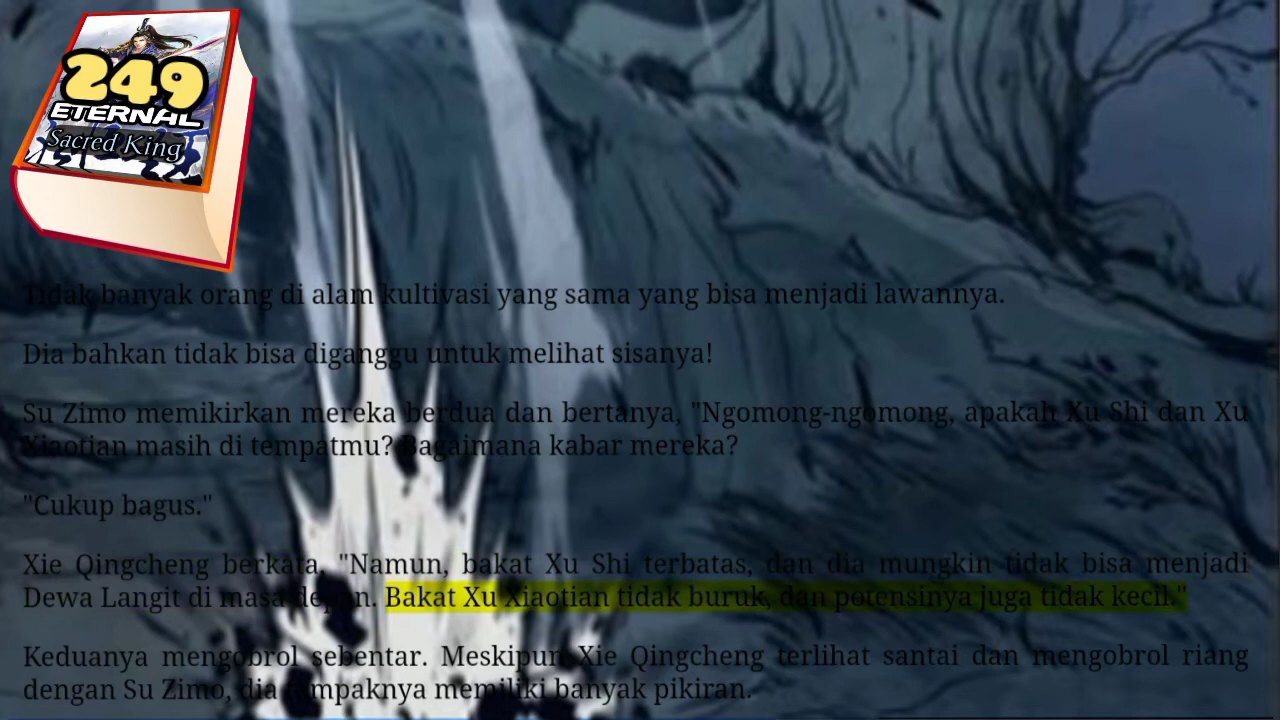 249
ETERNAL
Sacred King
Tidak banyak orang di alam kultivasi yang sama yang bisa menjadi lawannya.
Dia bahkan tidak bisa diganggu untuk melihat sisanya!
Su Zimo memikirkan mereka berdua dan bertanya, "Ngomong-ngomong, apakah Xu Shi dan Xu
Xiaotian masih di tempatmu? Bagaimana kabar mereka?
"Cukup bagus."
Xie Qingcheng berkata, "Namun, bakat Xu Shi terbatas, dan dia mungkin tidak bisa menjadi
Dewa Langit di masa depan. Bakat Xu Xiaotian tidak buruk, dan potensinya juga tidak kecil."
Keduanya mengobrol sebentar. Meskipun Xie Qingcheng terlihat santai dan mengobrol riang
dengan Su Zimo, dia tampaknya memiliki banyak pikiran.